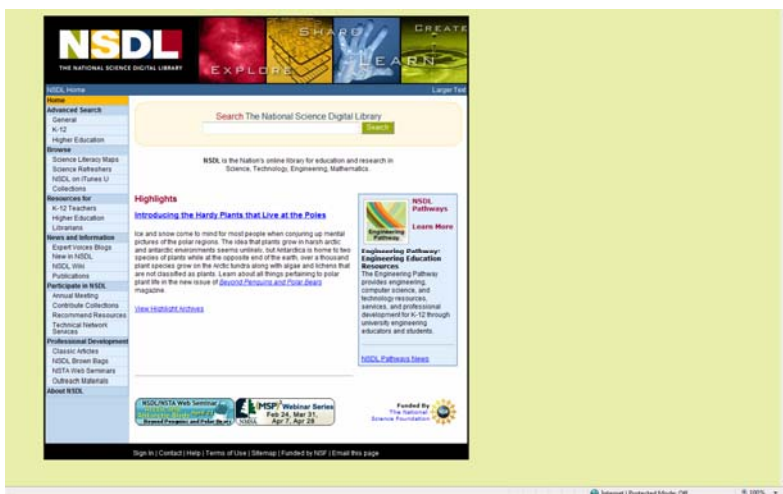 NSDL
THE NATIONAL SCIENCE DIGITAL LIBRARY
EXPLORE
SHARE
LEARN
CREATE
NSDL Home
Larger Text
Home
Advanced Search
General
K-12
Higher Education
Browse
Science Literacy Maps
Science Refreshers
NSDL on iTunes U
Collections
Resources for
K-12 Teachers
Higher Education
Librarians
News and Information
Expert Voices Blogs
New in NSDL
NSDL Wiki
Publications
Participate in NSDL
Annual Meeting
Contribute Collections
Recommend Resources
Technical Network
Services
Professional Development
Classic Articles
NSDL Brown Bags
NSTA Web Seminars
Outreach Materials
About NSDL
Search The National Science Digital Library
Search
NSDL is the Nation's online library for education and research in
Science, Technology, Engineering, Mathematics.
Highlights
Introducing the Hardy Plants that Live at the Poles
Ice and snow come to mind for most people when conjuring up mental
pictures of the polar regions. The idea that plants grow in harsh arctic
and antarctic environments seems unlikely, but Antarctica is home to two
species of plants while at the opposite end of the earth, over a thousand
plant species grow on the Arctic tundra along with algae and lichens that
are not classified as plants. Learn about all things pertaining to polar
plant life in the new issue of Beyond Penguins and Polar Bears
magazine.
View Highlight Archives
NSDL
Pathways
Learn More
Engineering
Pathway
Engineering Pathway:
Engineering Education
Resources
The Engineering Pathway
provides engineering,
computer science, and
technology resources,
services, and professional
development for K-12 through
university engineering
educators and students.
NSDL Pathways News
NSDL/NSTA Web Seminar
Beyond Penguins and Polar Bears
MSP2 Webinar Series
Feb 24, Mar 31,
Apr 7, Apr 28
Funded By
The National
Science Foundation
Sign In | Contact | Help | Terms of Use | Sitemap | Funded by NSF | Email this page
Internet | Protected Mode: Off
100%